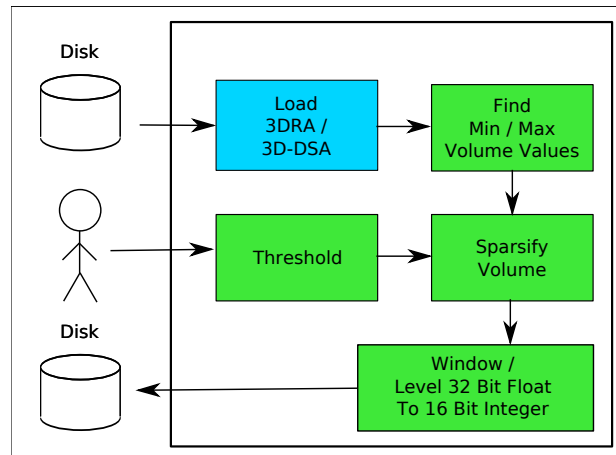 Disk
Load
3DRA /
3D-DSA
Find
Min / Max
Volume Values
Threshold
Sparsify
Volume
Disk
Window /
Level 32 Bit Float
To 16 Bit Integer